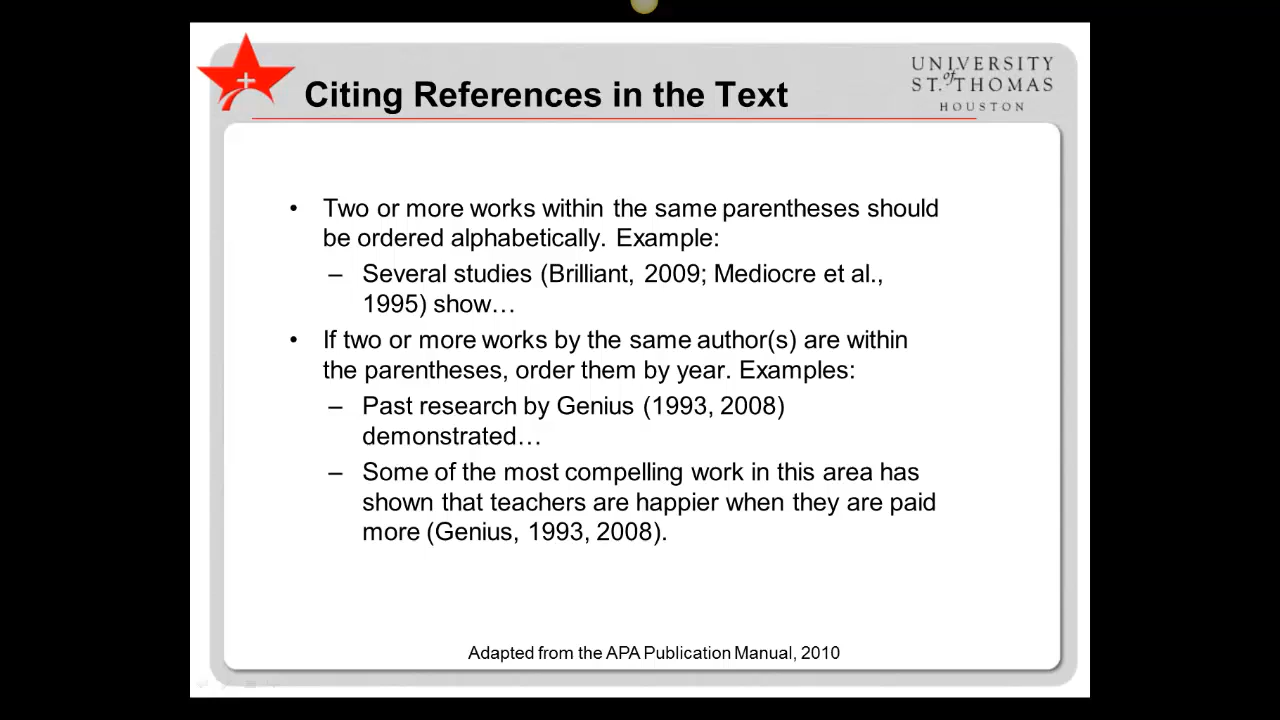 Citing References in the Text
UNIVERSITY
of
ST. THOMAS
HOUSTON
• Two or more works within the same parentheses should
be ordered alphabetically. Example:
– Several studies (Brilliant, 2009; Mediocre et al.,
1995) show…
• If two or more works by the same author(s) are within
the parentheses, order them by year. Examples:
– Past research by Genius (1993, 2008)
demonstrated…
– Some of the most compelling work in this area has
shown that teachers are happier when they are paid
more (Genius, 1993, 2008).
Adapted from the APA Publication Manual, 2010